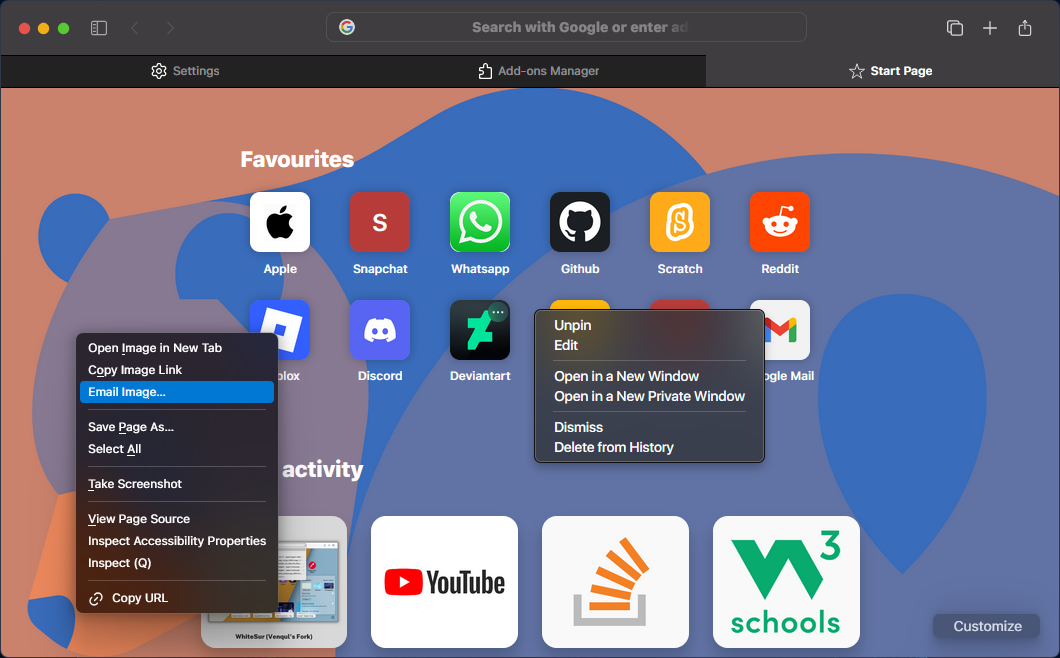 Search with Google or enter ad
Settings
Add-ons Manager
Start Page
Favourites
S
Apple
Snapchat
Whatsapp
Github
Scratch
Reddit
Discord
Deviantart
Open Image in New Tab
Copy Image Link
Email Image...
Save Page As...
Select All
Take Screenshot
View Page Source
Inspect Accessibility Properties
Inspect (Q)
Copy URL
Unpin
Edit
Open in a New Window
Open in a New Private Window
Dismiss
Delete from History
lox
ogle Mail
activity
WhiteSur (Venqul's Fork)
YouTube
W3
schools
Customize